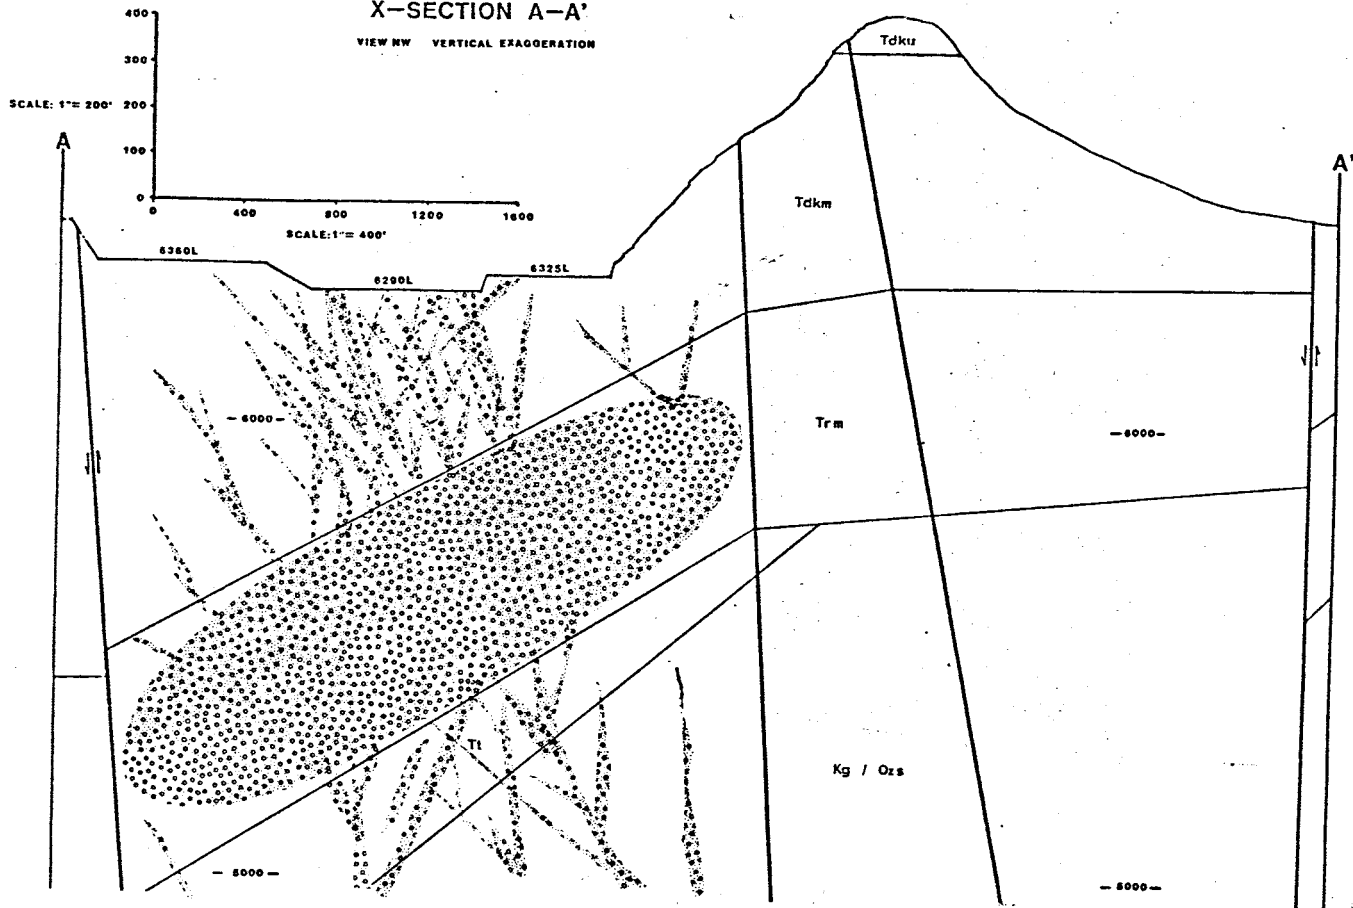 X-SECTION A-A'
VIEW NW VERTICAL EXAGGERATION
400
300
SCALE: 1"= 200' 200
100
0
0 400 800 1200 1600
SCALE: 1"= 400'
A
A'
6360L
6290L
6325L
Tdku
Tdkm
Trm
Tt
Kg / Ozs
— 6000 —
— 6000 —
— 5000 —
— 5000 —